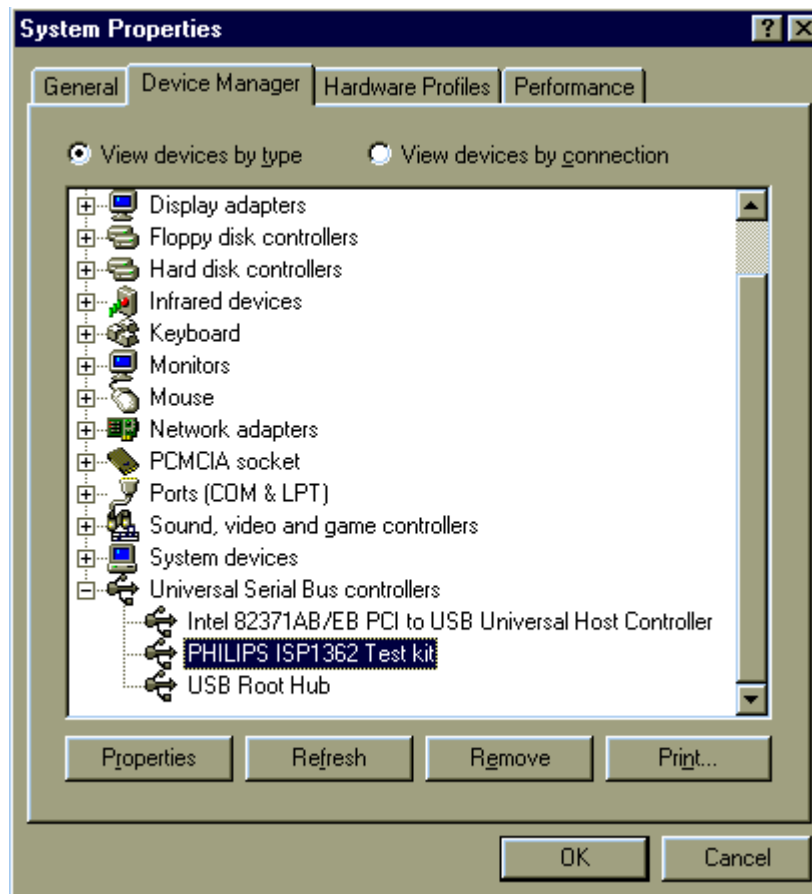 System Properties
General Device Manager Hardware Profiles Performance
View devices by type View devices by connection
Display adapters
Floppy disk controllers
Hard disk controllers
Infrared devices
Keyboard
Monitors
Mouse
Network adapters
PCMCIA socket
Ports (COM & LPT)
Sound, video and game controllers
System devices
Universal Serial Bus controllers
Intel 82371AB/EB PCI to USB Universal Host Controller
PHILIPS ISP1362 Test kit
USB Root Hub
Properties Refresh Remove Print...
OK Cancel